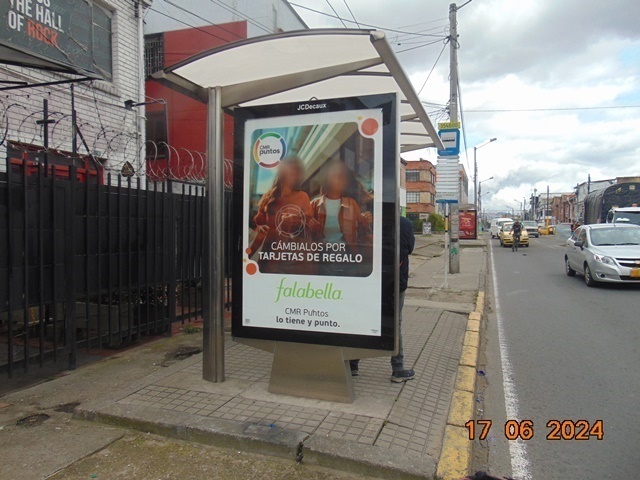 THE HALL
OF ROCK
JCDecaux
CMR
puntos
CÁMBIALOS POR
TARJETAS DE REGALO
falabella.
CMR Puntos
lo tiene y punto.
17 06 2024